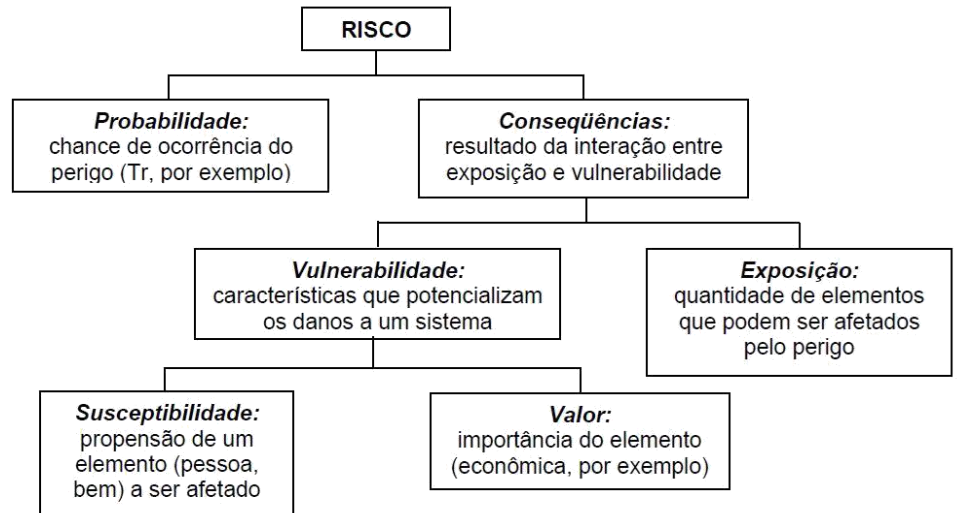 RISCO
Probabilidade:
chance de ocorrência do
perigo (Tr, por exemplo)
Conseqüências:
resultado da interação entre
exposição e vulnerabilidade
Vulnerabilidade:
características que potencializam
os danos a um sistema
Exposição:
quantidade de elementos
que podem ser afetados
pelo perigo
Susceptibilidade:
propensão de um
elemento (pessoa,
bem) a ser afetado
Valor:
importância do elemento
(econômica, por exemplo)